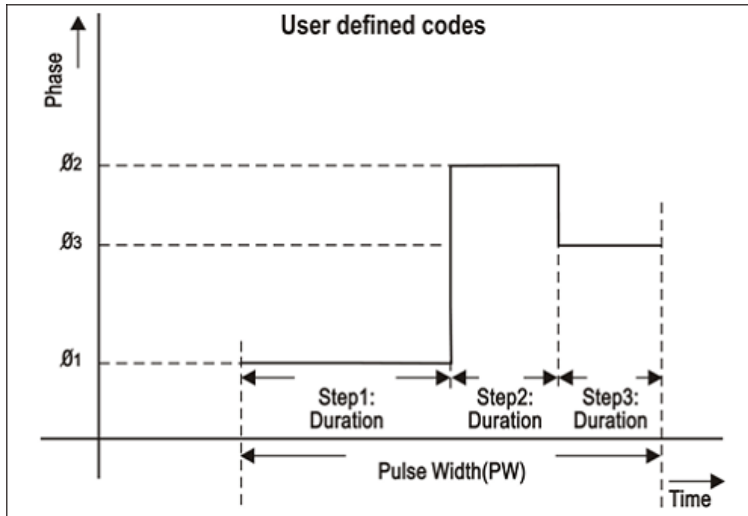 User defined codes
Phase
Ø2
Ø3
Ø1
Step1: Step2: Step3:
Duration Duration Duration
Pulse Width(PW)
Time